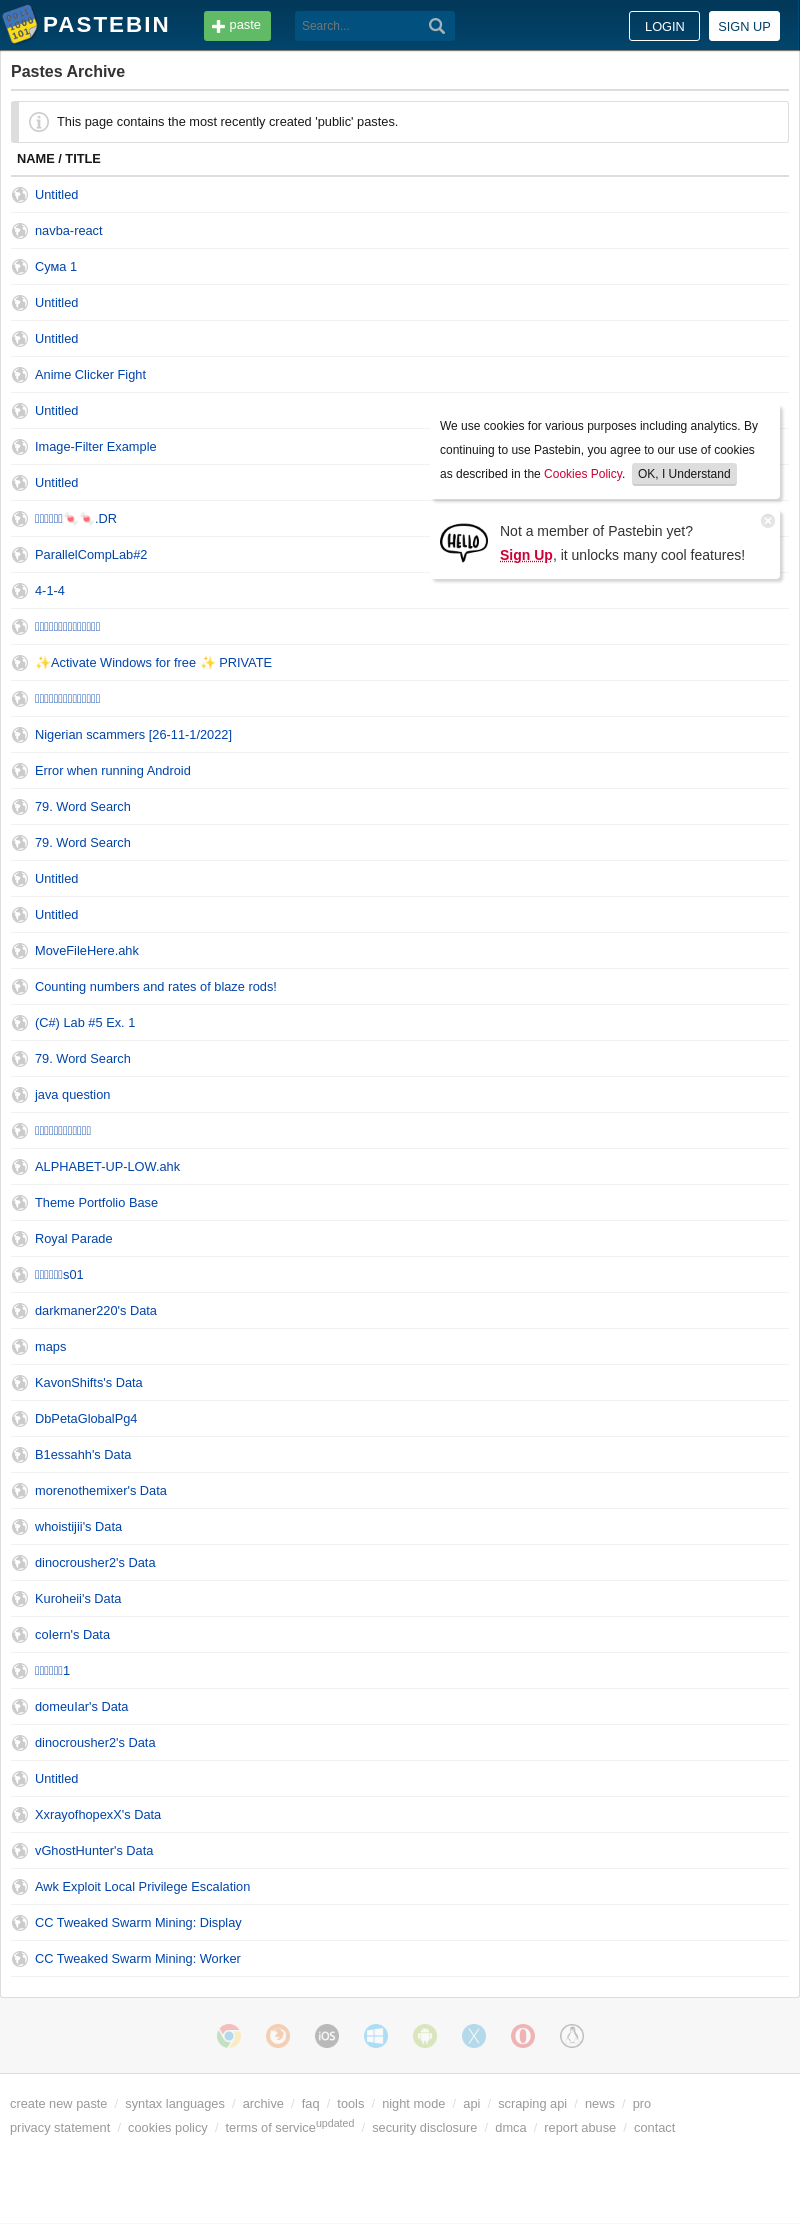 PASTEBIN
paste
Search...
LOGIN
SIGN UP
Pastes Archive
This page contains the most recently created 'public' pastes.
NAME / TITLE
Untitled
navba-react
Сума 1
Untitled
Untitled
Anime Clicker Fight
Untitled
Image-Filter Example
Untitled
🍬🍬.DR
ParallelCompLab#2
4-1-4
✨Activate Windows for free ✨ PRIVATE
Nigerian scammers [26-11-1/2022]
Error when running Android
79. Word Search
79. Word Search
Untitled
Untitled
MoveFileHere.ahk
Counting numbers and rates of blaze rods!
(C#) Lab #5 Ex. 1
79. Word Search
java question
ALPHABET-UP-LOW.ahk
Theme Portfolio Base
Royal Parade
s01
darkmaner220's Data
maps
KavonShifts's Data
DbPetaGlobalPg4
B1essahh's Data
morenothemixer's Data
whoistijii's Data
dinocrousher2's Data
Kuroheii's Data
coIern's Data
1
domeuIar's Data
dinocrousher2's Data
Untitled
XxrayofhopexX's Data
vGhostHunter's Data
Awk Exploit Local Privilege Escalation
CC Tweaked Swarm Mining: Display
CC Tweaked Swarm Mining: Worker
We use cookies for various purposes including analytics. By
continuing to use Pastebin, you agree to our use of cookies
as described in the Cookies Policy. OK, I Understand
HELLO
Not a member of Pastebin yet?
Sign Up, it unlocks many cool features!
iOS
create new paste / syntax languages / archive / faq / tools / night mode / api / scraping api / news / pro
privacy statement / cookies policy / terms of serviceupdated / security disclosure / dmca / report abuse / contact